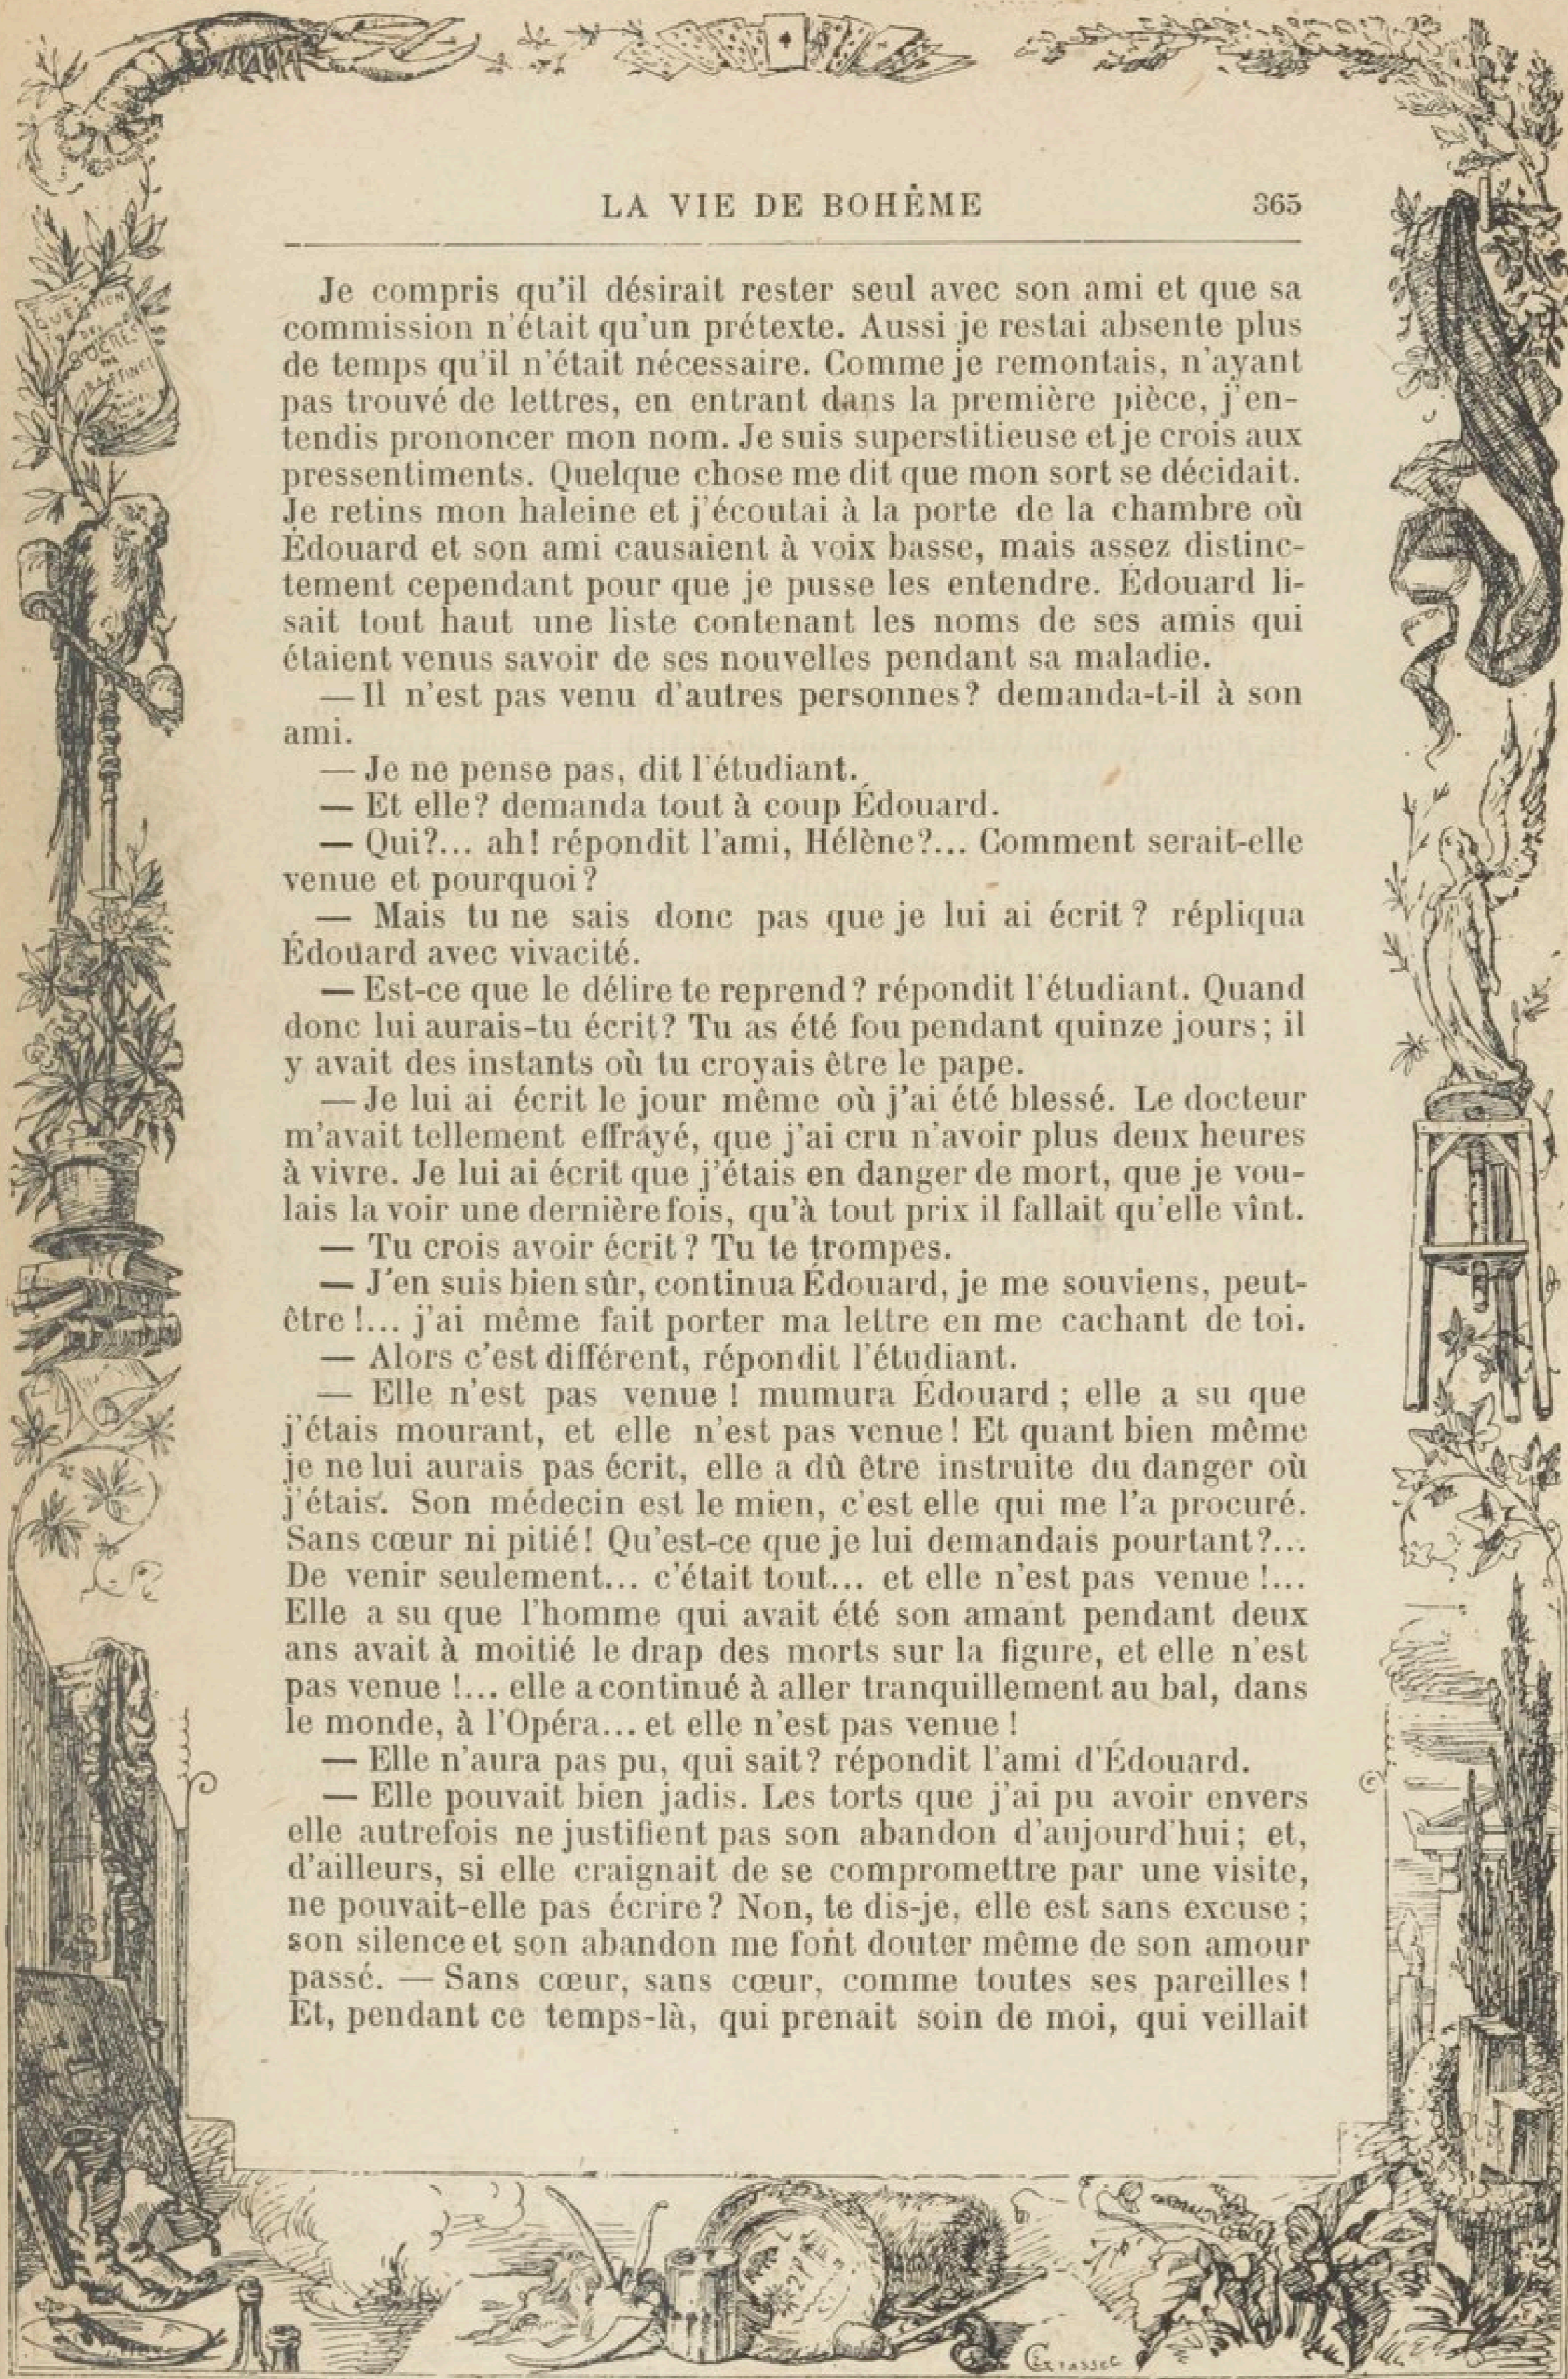 LA VIE DE BOHÊME 365
Je compris qu'il désirait rester seul avec son ami et que sa
commission n'était qu'un prétexte. Aussi je restai absente plus
de temps qu'il n'était nécessaire. Comme je remontais, n'ayant
pas trouvé de lettres, en entrant dans la première pièce, j'en-
tendis prononcer mon nom. Je suis superstitieuse et je crois aux
pressentiments. Quelque chose me dit que mon sort se décidait.
Je retins mon haleine et j'écoutai à la porte de la chambre où
Édouard et son ami causaient à voix basse, mais assez distinc-
tement cependant pour que je pusse les entendre. Édouard li-
sait tout haut une liste contenant les noms de ses amis qui
étaient venus savoir de ses nouvelles pendant sa maladie.
— Il n'est pas venu d'autres personnes? demanda-t-il à son
ami.
— Je ne pense pas, dit l'étudiant.
— Et elle? demanda tout à coup Édouard.
— Qui?... ah! répondit l'ami, Hélène?... Comment serait-elle
venue et pourquoi?
— Mais tu ne sais donc pas que je lui ai écrit? répliqua
Édouard avec vivacité.
— Est-ce que le délire te reprend? répondit l'étudiant. Quand
donc lui aurais-tu écrit? Tu as été fou pendant quinze jours; il
y avait des instants où tu croyais être le pape.
— Je lui ai écrit le jour même où j'ai été blessé. Le docteur
m'avait tellement effrayé, que j'ai cru n'avoir plus deux heures
à vivre. Je lui ai écrit que j'étais en danger de mort, que je vou-
lais la voir une dernière fois, qu'à tout prix il fallait qu'elle vînt.
— Tu crois avoir écrit? Tu te trompes.
— J'en suis bien sûr, continua Édouard, je me souviens, peut-
être!... j'ai même fait porter ma lettre en me cachant de toi.
— Alors c'est différent, répondit l'étudiant.
— Elle n'est pas venue! mumura Édouard; elle a su que
j'étais mourant, et elle n'est pas venue! Et quant bien même
je ne lui aurais pas écrit, elle a dû être instruite du danger où
j'étais. Son médecin est le mien, c'est elle qui me l'a procuré.
Sans cœur ni pitié! Qu'est-ce que je lui demandais pourtant?...
De venir seulement... c'était tout... et elle n'est pas venue!...
Elle a su que l'homme qui avait été son amant pendant deux
ans avait à moitié le drap des morts sur la figure, et elle n'est
pas venue!... elle a continué à aller tranquillement au bal, dans
le monde, à l'Opéra... et elle n'est pas venue!
— Elle n'aura pas pu, qui sait? répondit l'ami d'Édouard.
— Elle pouvait bien jadis. Les torts que j'ai pu avoir envers
elle autrefois ne justifient pas son abandon d'aujourd'hui; et,
d'ailleurs, si elle craignait de se compromettre par une visite,
ne pouvait-elle pas écrire? Non, te dis-je, elle est sans excuse;
son silence et son abandon me font douter même de son amour
passé. — Sans cœur, sans cœur, comme toutes ses pareilles!
Et, pendant ce temps-là, qui prenait soin de moi, qui veillait